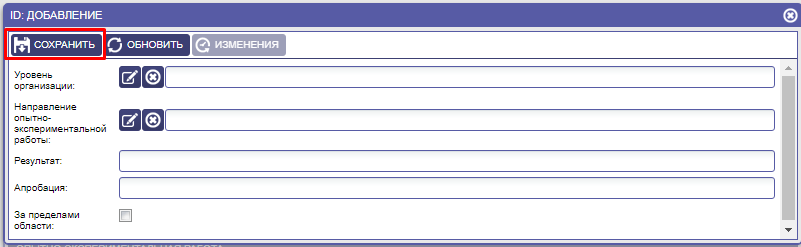 ID: ДОБАВЛЕНИЕ
СОХРАНИТЬ ОБНОВИТЬ ИЗМЕНЕНИЯ
Уровень
организации:
Направление
опытно-
экспериментальной
работы:
Результат:
Апробация:
За пределами
области: